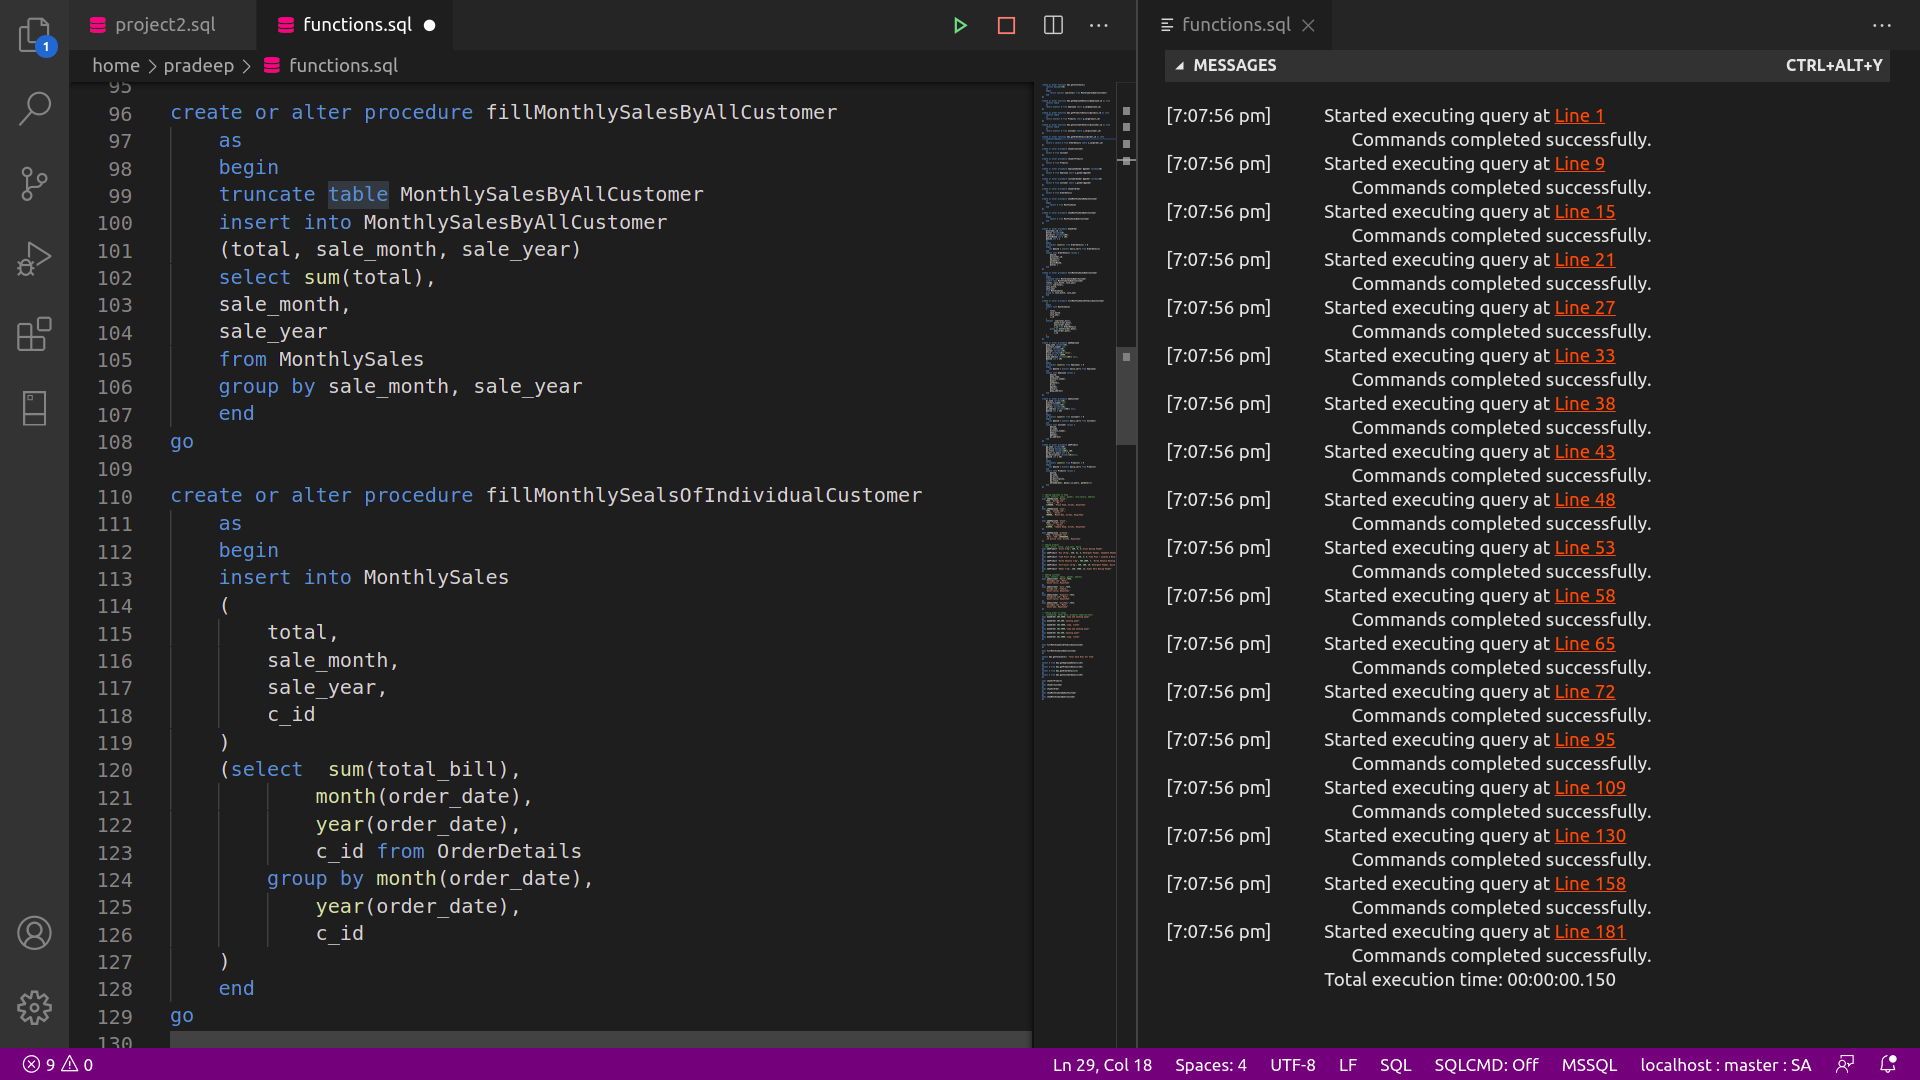 project2.sql
functions.sql
functions.sql
1
home > pradeep > functions.sql
MESSAGES
CTRL+ALT+Y
95
96 create or alter procedure fillMonthlySalesByAllCustomer
97 as
98 begin
99 truncate table MonthlySalesByAllCustomer
100 insert into MonthlySalesByAllCustomer
101 (total, sale_month, sale_year)
102 select sum(total),
103 sale_month,
104 sale_year
105 from MonthlySales
106 group by sale_month, sale_year
107 end
108 go
109
110 create or alter procedure fillMonthlySealsOfIndividualCustomer
111 as
112 begin
113 insert into MonthlySales
114 (
115 total,
116 sale_month,
117 sale_year,
118 c_id
119 )
120 (select  sum(total_bill),
121 month(order_date),
122 year(order_date),
123 c_id from OrderDetails
124 group by month(order_date),
125 year(order_date),
126 c_id
127 )
128 end
129 go
130
[7:07:56 pm] Started executing query at Line 1
Commands completed successfully.
[7:07:56 pm] Started executing query at Line 9
Commands completed successfully.
[7:07:56 pm] Started executing query at Line 15
Commands completed successfully.
[7:07:56 pm] Started executing query at Line 21
Commands completed successfully.
[7:07:56 pm] Started executing query at Line 27
Commands completed successfully.
[7:07:56 pm] Started executing query at Line 33
Commands completed successfully.
[7:07:56 pm] Started executing query at Line 38
Commands completed successfully.
[7:07:56 pm] Started executing query at Line 43
Commands completed successfully.
[7:07:56 pm] Started executing query at Line 48
Commands completed successfully.
[7:07:56 pm] Started executing query at Line 53
Commands completed successfully.
[7:07:56 pm] Started executing query at Line 58
Commands completed successfully.
[7:07:56 pm] Started executing query at Line 65
Commands completed successfully.
[7:07:56 pm] Started executing query at Line 72
Commands completed successfully.
[7:07:56 pm] Started executing query at Line 95
Commands completed successfully.
[7:07:56 pm] Started executing query at Line 109
Commands completed successfully.
[7:07:56 pm] Started executing query at Line 130
Commands completed successfully.
[7:07:56 pm] Started executing query at Line 158
Commands completed successfully.
[7:07:56 pm] Started executing query at Line 181
Commands completed successfully.
Total execution time: 00:00:00.150
9 0
Ln 29, Col 18 Spaces: 4 UTF-8 LF SQL SQLCMD: Off MSSQL localhost : master : SA